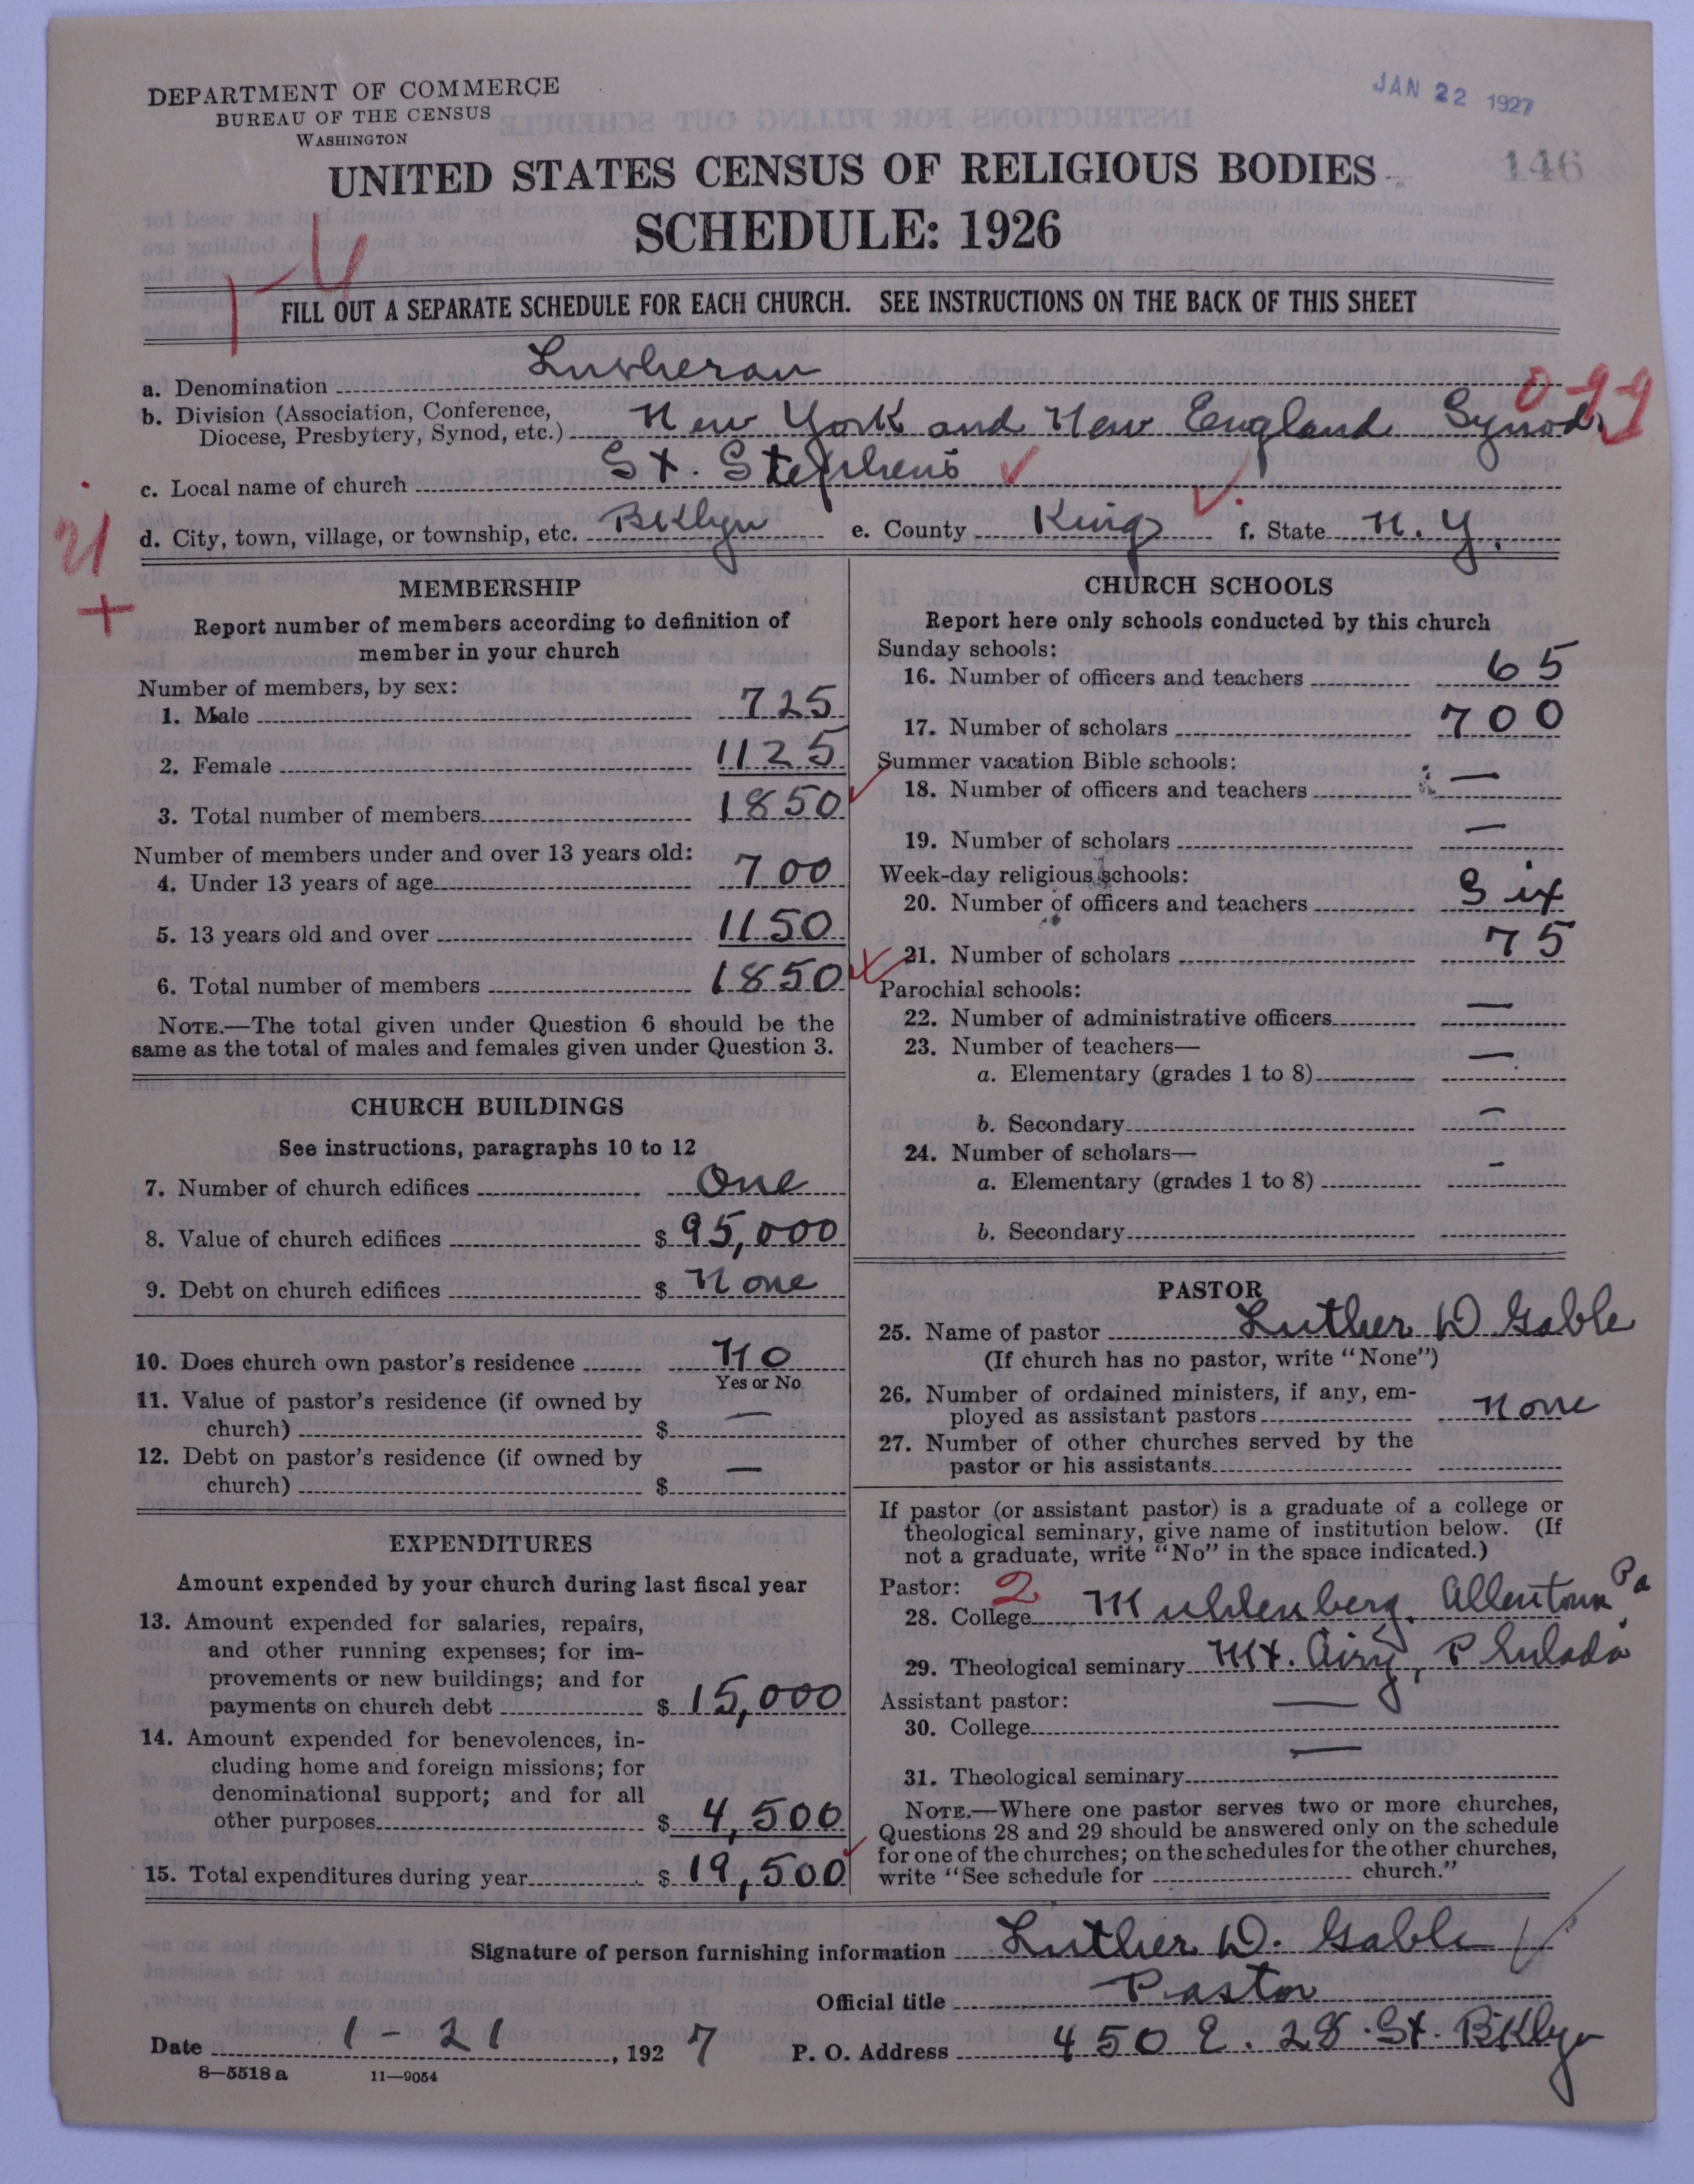 DEPARTMENT OF COMMERCE
BUREAU OF THE CENSUS
WASHINGTON
JAN 22 1927
146
UNITED STATES CENSUS OF RELIGIOUS BODIES
SCHEDULE: 1926
FILL OUT A SEPARATE SCHEDULE FOR EACH CHURCH. SEE INSTRUCTIONS ON THE BACK OF THIS SHEET
a. Denomination Lutheran
b. Division (Association, Conference, Diocese, Presbytery, Synod, etc.) New York and New England Synod
c. Local name of church St. Stephens
d. City, town, village, or township, etc. BKlyn e. County Kings f. State N.Y.
MEMBERSHIP
Report number of members according to definition of
member in your church
Number of members, by sex:
1. Male 725
2. Female 1125
3. Total number of members 1850
Number of members under and over 13 years old:
4. Under 13 years of age 700
5. 13 years old and over 1150
6. Total number of members 1850
NOTE.—The total given under Question 6 should be the
same as the total of males and females given under Question 3.
CHURCH BUILDINGS
See instructions, paragraphs 10 to 12
7. Number of church edifices One
8. Value of church edifices $ 95,000
9. Debt on church edifices $ None
10. Does church own pastor's residence No
Yes or No
11. Value of pastor's residence (if owned by
church) $ —
12. Debt on pastor's residence (if owned by
church) $ —
EXPENDITURES
Amount expended by your church during last fiscal year
13. Amount expended for salaries, repairs,
and other running expenses; for im-
provements or new buildings; and for
payments on church debt $ 15,000
14. Amount expended for benevolences, in-
cluding home and foreign missions; for
denominational support; and for all
other purposes $ 4,500
15. Total expenditures during year $ 19,500
CHURCH SCHOOLS
Report here only schools conducted by this church
Sunday schools:
16. Number of officers and teachers 65
17. Number of scholars 700
Summer vacation Bible schools:
18. Number of officers and teachers —
19. Number of scholars —
Week-day religious schools:
20. Number of officers and teachers Six
21. Number of scholars 75
Parochial schools:
22. Number of administrative officers —
23. Number of teachers—
a. Elementary (grades 1 to 8) —
b. Secondary —
24. Number of scholars—
a. Elementary (grades 1 to 8) —
b. Secondary
PASTOR
25. Name of pastor Luther D Gable
(If church has no pastor, write "None")
26. Number of ordained ministers, if any, em-
ployed as assistant pastors None
27. Number of other churches served by the
pastor or his assistants
If pastor (or assistant pastor) is a graduate of a college or
theological seminary, give name of institution below. (If
not a graduate, write "No" in the space indicated.)
Pastor: 2
28. College Muhlenberg. Allentown Pa
29. Theological seminary Mt. Airy, Philada
Assistant pastor:
30. College —
31. Theological seminary —
NOTE.—Where one pastor serves two or more churches,
Questions 28 and 29 should be answered only on the schedule
for one of the churches; on the schedules for the other churches,
write "See schedule for church."
Signature of person furnishing information Luther D. Gable
Official title Pastor
Date 1-21, 1927 P. O. Address 450 E. 28 St. BKlyn
8—5518 a 11—9054